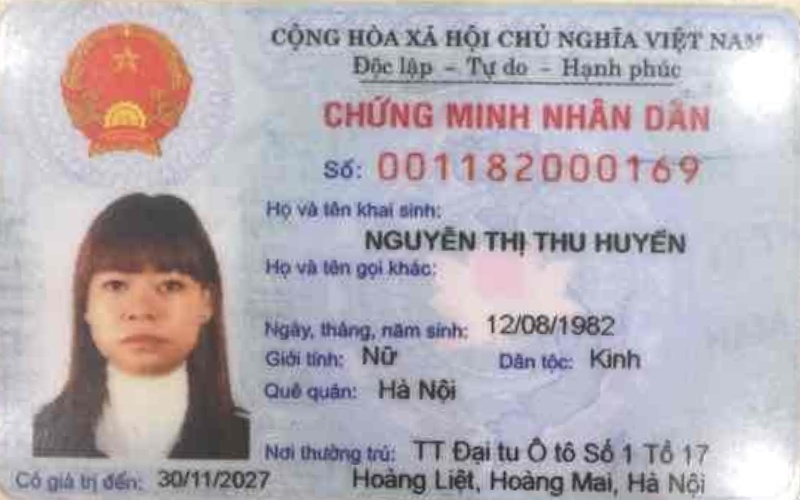 CỘNG HÒA XÃ HỘI CHỦ NGHĨA VIỆT NAM
Độc lập - Tự do - Hạnh phúc
CHỨNG MINH NHÂN DÂN
Số: 001182000169
Họ và tên khai sinh:
NGUYỄN THỊ THU HUYỀN
Họ và tên gọi khác:
Ngày, tháng, năm sinh: 12/08/1982
Giới tính: Nữ Dân tộc: Kinh
Quê quán: Hà Nội
Nơi thường trú: TT Đại tu Ô tô Số 1 Tổ 17
Hoàng Liệt, Hoàng Mai, Hà Nội
Có giá trị đến: 30/11/2027